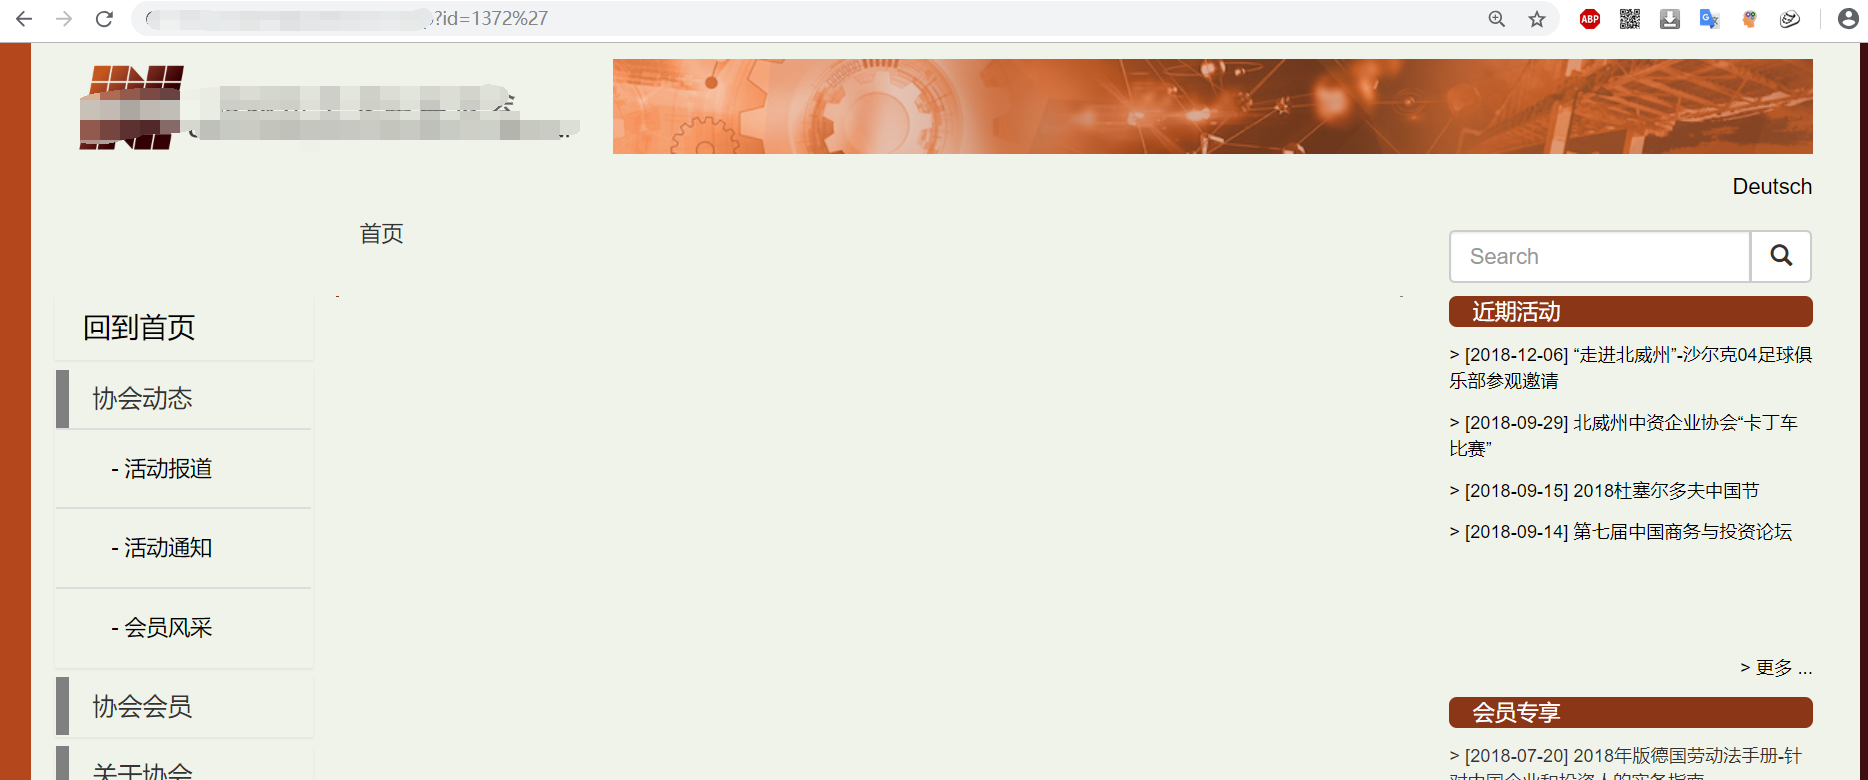 ?id=1372%27
ABP
Deutsch
首页
Search
回到首页
协会动态
- 活动报道
- 活动通知
- 会员风采
协会会员
关于协会
近期活动
> [2018-12-06] “走进北威州”-沙尔克04足球俱
乐部参观邀请
> [2018-09-29] 北威州中资企业协会“卡丁车
比赛”
> [2018-09-15] 2018杜塞尔多夫中国节
> [2018-09-14] 第七届中国商务与投资论坛
> 更多 ...
会员专享
> [2018-07-20] 2018年版德国劳动法手册-针
对中国企业和投资人的实务指南